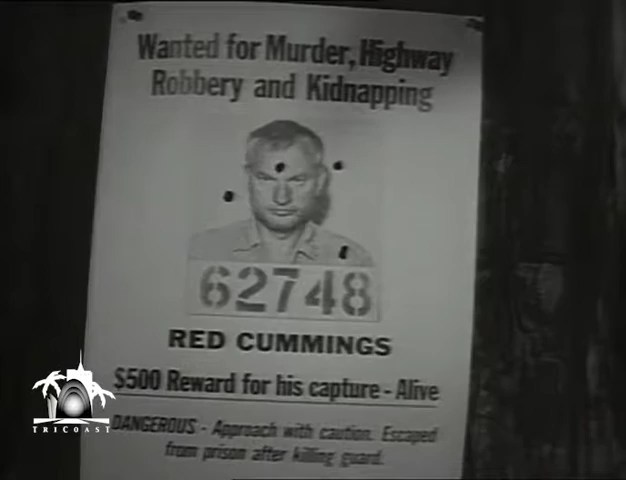 Wanted for Murder, Highway
Robbery and Kidnapping
62748
RED CUMMINGS
$500 Reward for his capture - Alive
DANGEROUS - Approach with caution. Escaped
from prison after killing guard.
TRICOAST